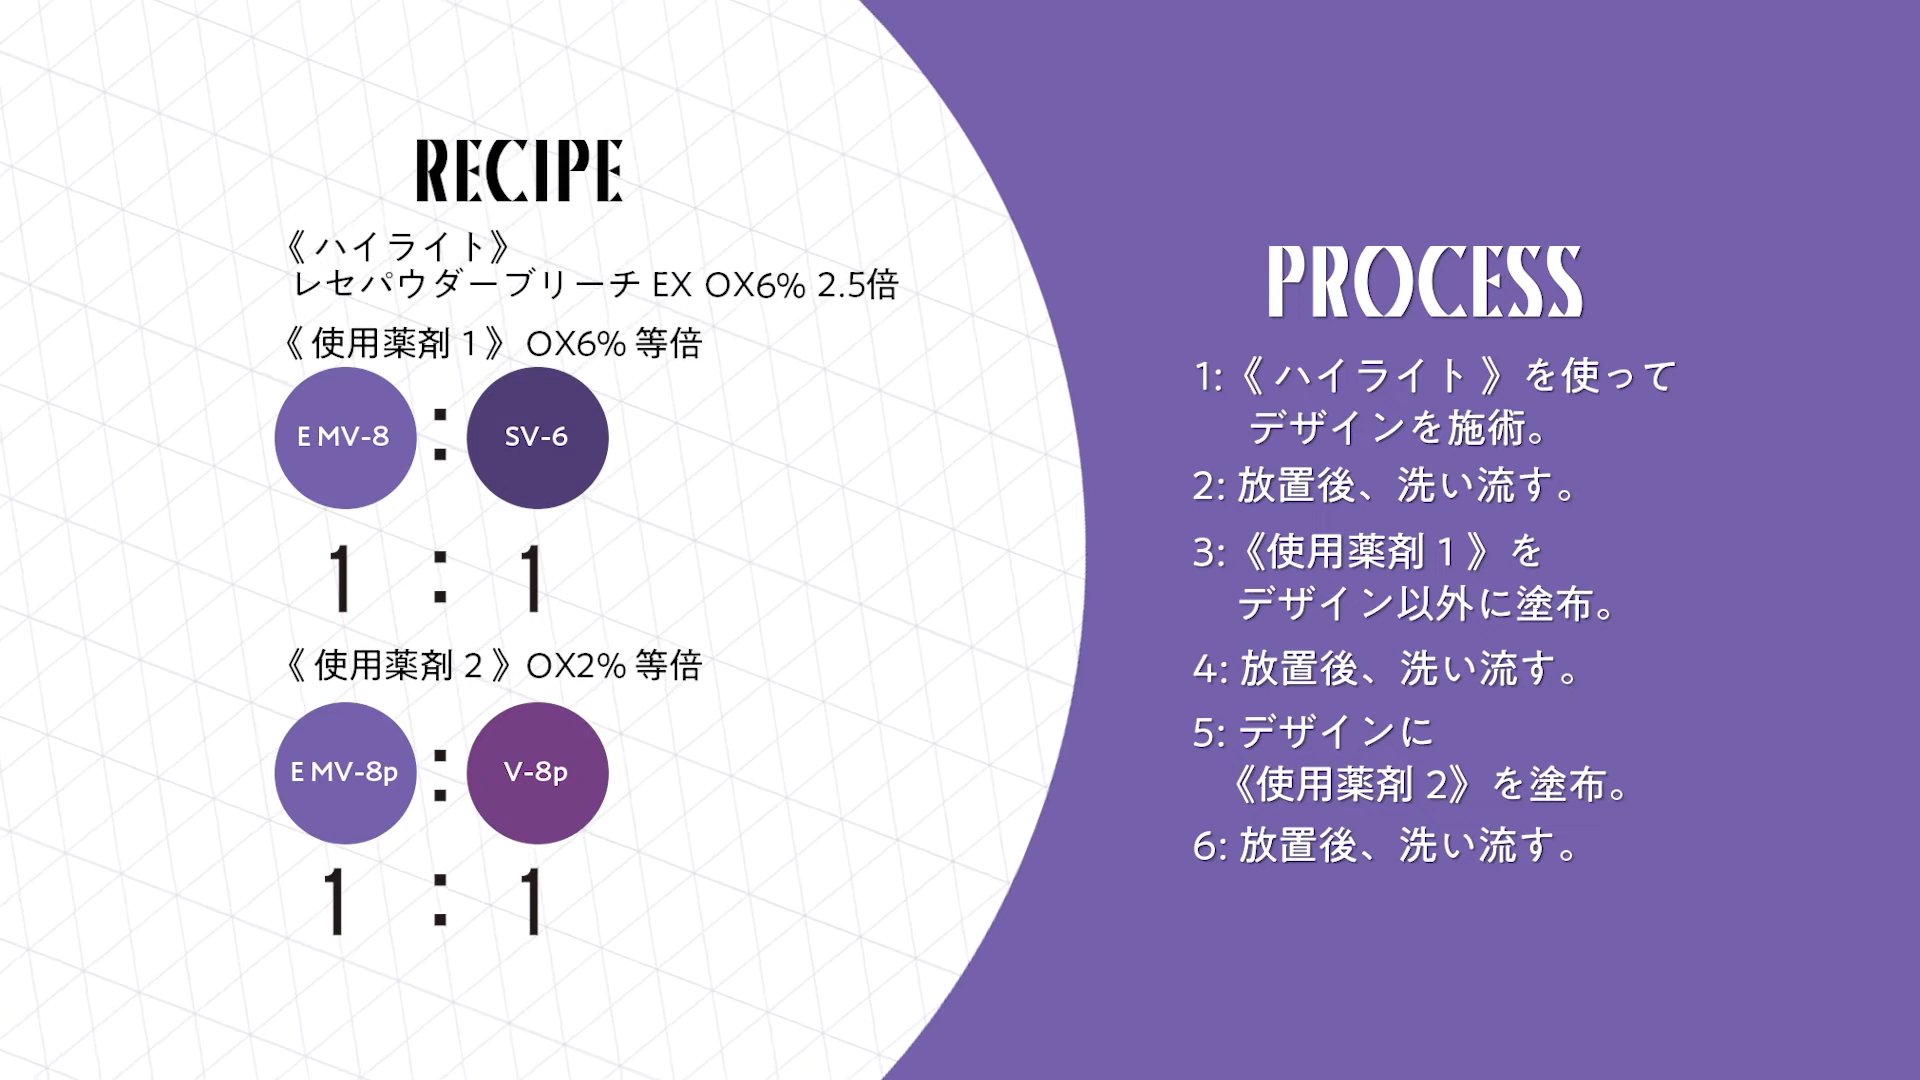 RECIPE
《 ハイライト》
レセパウダーブリーチ EX OX6% 2.5倍
《 使用薬剤 1 》 OX6% 等倍
E MV-8 : SV-6
1 : 1
《 使用薬剤 2 》OX2% 等倍
E MV-8p : V-8p
1 : 1
PROCESS
1:《 ハイライト 》を使って
デザインを施術。
2: 放置後、洗い流す。
3:《使用薬剤 1 》を
デザイン以外に塗布。
4: 放置後、洗い流す。
5: デザインに
《使用薬剤 2》を塗布。
6: 放置後、洗い流す。